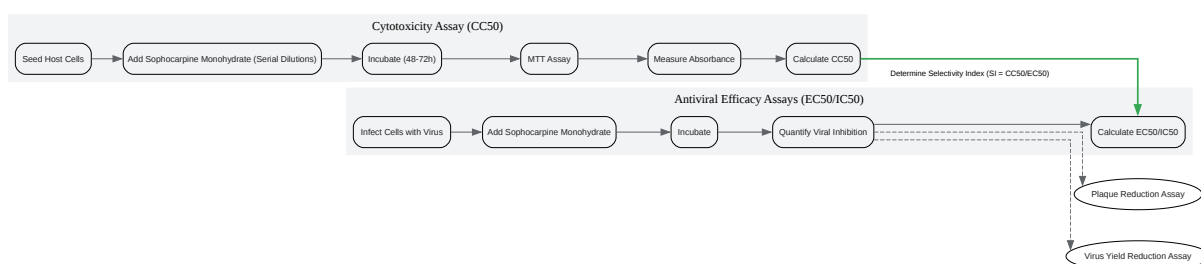 Cytotoxicity Assay (CC50)
Seed Host Cells
Add Sophocarpine Monohydrate (Serial Dilutions)
Incubate (48-72h)
MTT Assay
Measure Absorbance
Calculate CC50
Determine Selectivity Index (SI = CC50/EC50)
Antiviral Efficacy Assays (EC50/IC50)
Infect Cells with Virus
Add Sophocarpine Monohydrate
Incubate
Quantify Viral Inhibition
Calculate EC50/IC50
Plaque Reduction Assay
Virus Yield Reduction Assay